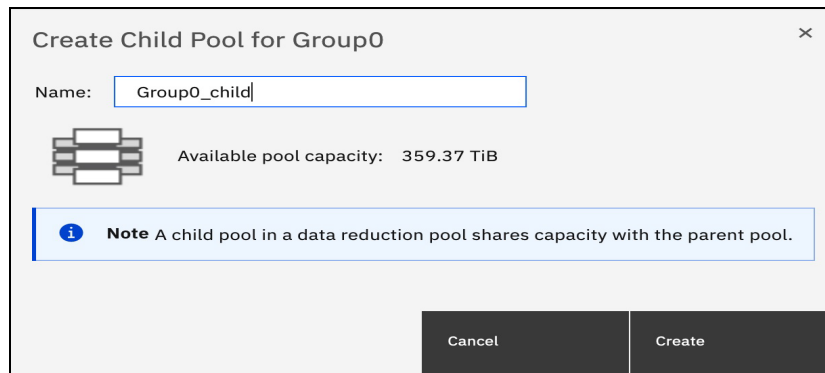 Create Child Pool for Group0
×
Name: Group0_child
Available pool capacity: 359.37 TiB
i Note A child pool in a data reduction pool shares capacity with the parent pool.
Cancel Create